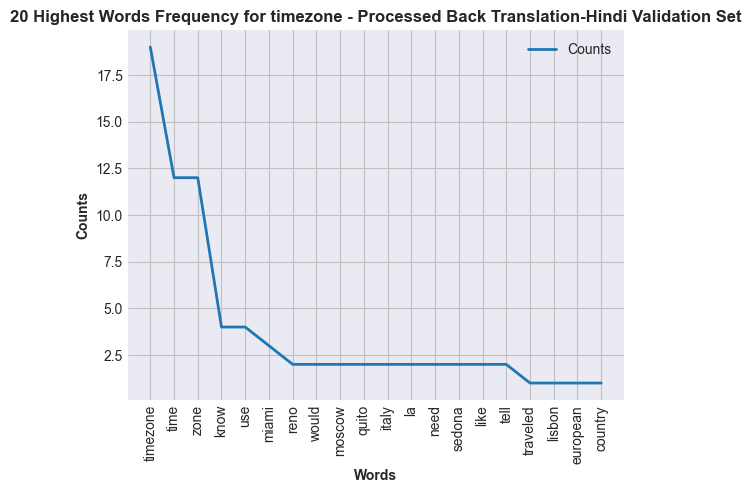 20 Highest Words Frequency for timezone - Processed Back Translation-Hindi Validation Set
Counts
17.5
15.0
12.5
10.0
7.5
5.0
2.5
Counts
timezone
time
zone
know
use
miami
reno
would
moscow
quito
italy
la
need
sedona
like
tell
traveled
lisbon
european
country
Words